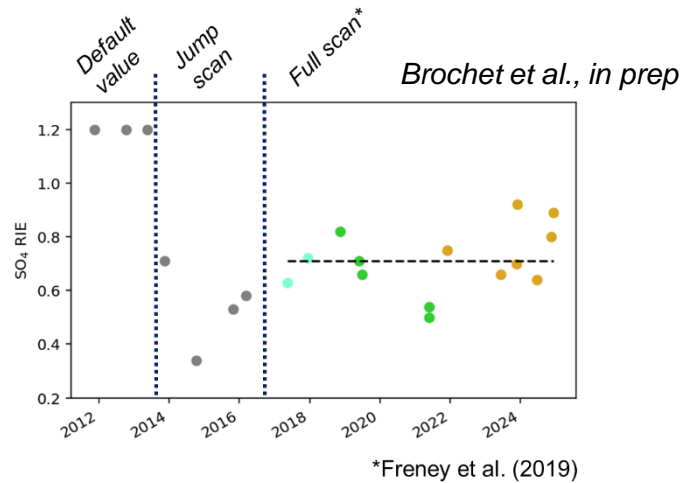 Default
value
Jump
scan
Full scan*
Brochet et al., in prep
SO₄ RIE
1.2
1.0
0.8
0.6
0.4
0.2
2012
2014
2016
2018
2020
2022
2024
*Freney et al. (2019)